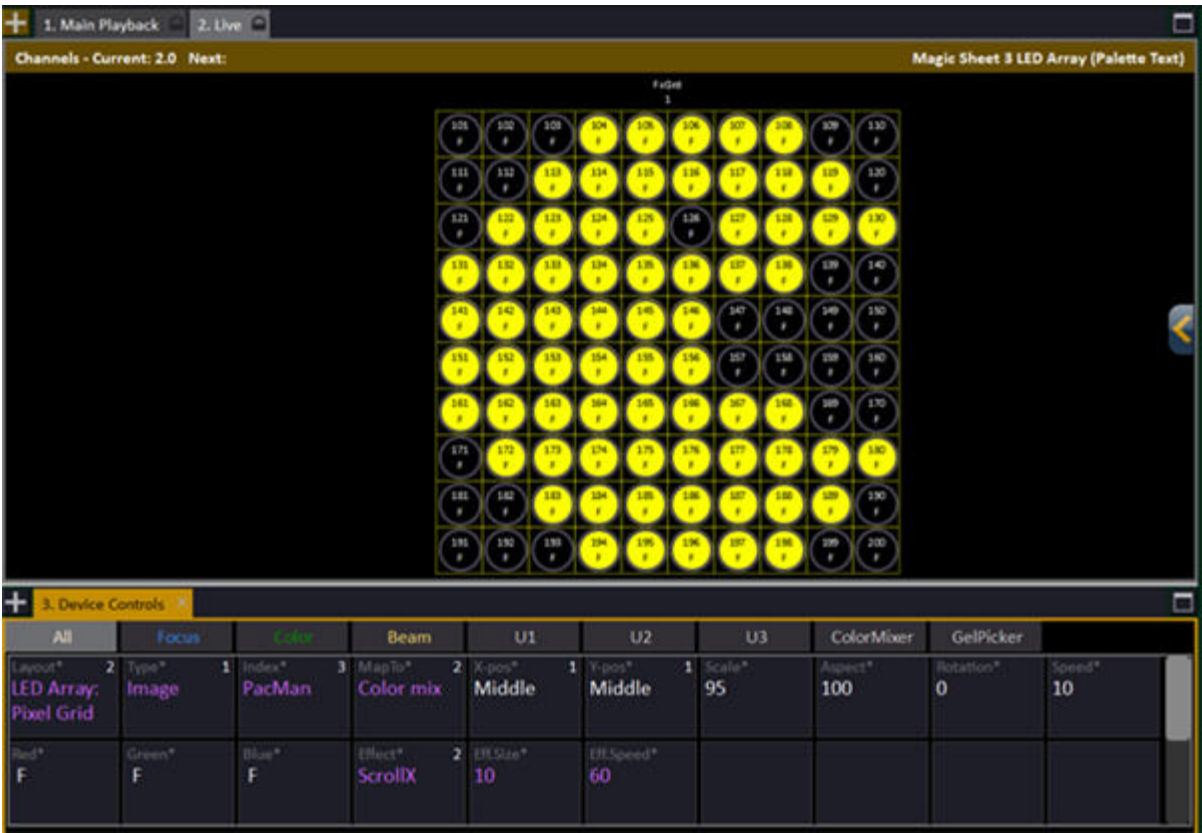 1. Main Playback
2. Live
Channels - Current: 2.0 Next:
Magic Sheet 3 LED Array (Palette Text)
FxGrid
1
101 102 103 104 105 106 107 108 109 110
F F F F F F F F F F
111 112 113 114 115 116 117 118 119 120
F F F F F F F F F F
121 122 123 124 125 126 127 128 129 130
F F F F F F F F F F
131 132 133 134 135 136 137 138 139 140
F F F F F F F F F F
141 142 143 144 145 146 147 148 149 150
F F F F F F F F F F
151 152 153 154 155 156 157 158 159 160
F F F F F F F F F F
161 162 163 164 165 166 167 168 169 170
F F F F F F F F F F
171 172 173 174 175 176 177 178 179 180
F F F F F F F F F F
181 182 183 184 185 186 187 188 189 190
F F F F F F F F F F
191 192 193 194 195 196 197 198 199 200
F F F F F F F F F F
3. Device Controls
All Focus Color Beam U1 U2 U3 ColorMixer GelPicker
Layout* 2 Type* 1 Index* 3 MapTo* 2 X-pos* 1 Y-pos* 1 Scale* Aspect* Rotation* Speed*
LED Array: Image PacMan Color mix Middle Middle 95 100 0 10
Pixel Grid
Red* Green* Blue* Effect* 2 Eff.Size* Eff.Speed*
F F F ScrollX 10 60